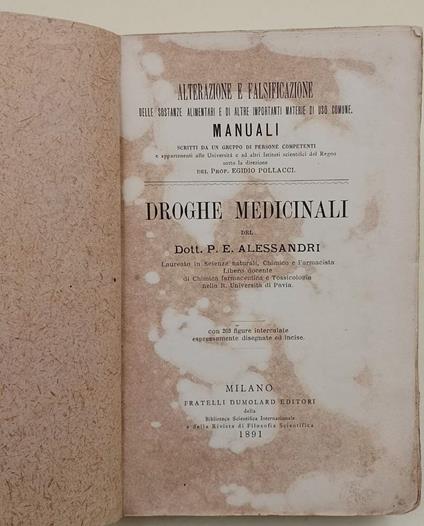 ALTERAZIONE E FALSIFICAZIONE
DELLE SOSTANZE ALIMENTARI E DI ALTRE IMPORTANTI MATERIE DI USO COMUNE.
MANUALI
SCRITTI DA UN GRUPPO DI PERSONE COMPETENTI
e appartenenti alle Università e ad altri Istituti scientifici del Regno
sotto la direzione
DEL PROF. EGIDIO POLLACCI.
DROGHE MEDICINALI
DEL
Dott. P. E. ALESSANDRI
Laureato in Scienze naturali, Chimico e Farmacista
Libero docente
di Chimica farmaceutica e Tossicologia
nella R. Università di Pavia.
con 203 figure intercalate
espressamente disegnate ed incise.
MILANO
FRATELLI DUMOLARD EDITORI
della
Biblioteca Scientifica Internazionale
e della Rivista di Filosofia Scientifica
1891